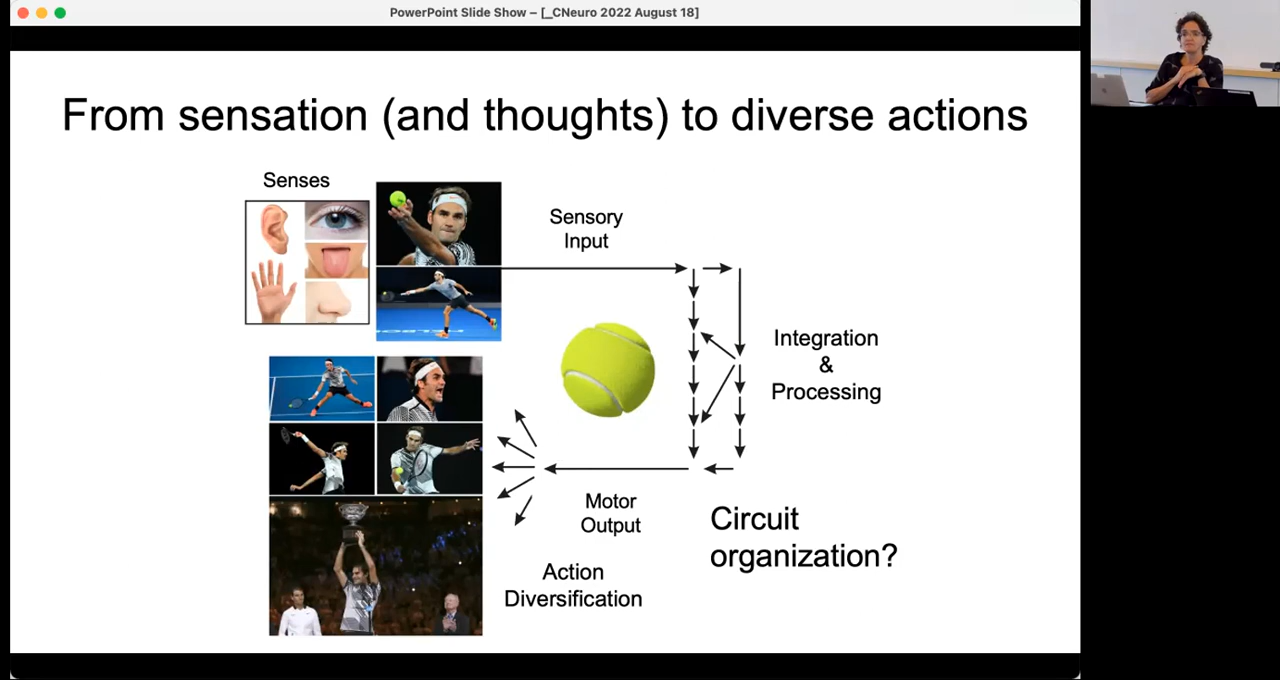 PowerPoint Slide Show – [_CNeuro 2022 August 18]
From sensation (and thoughts) to diverse actions
Senses
Sensory
Input
Integration
&
Processing
Motor
Output
Circuit
organization?
Action
Diversification